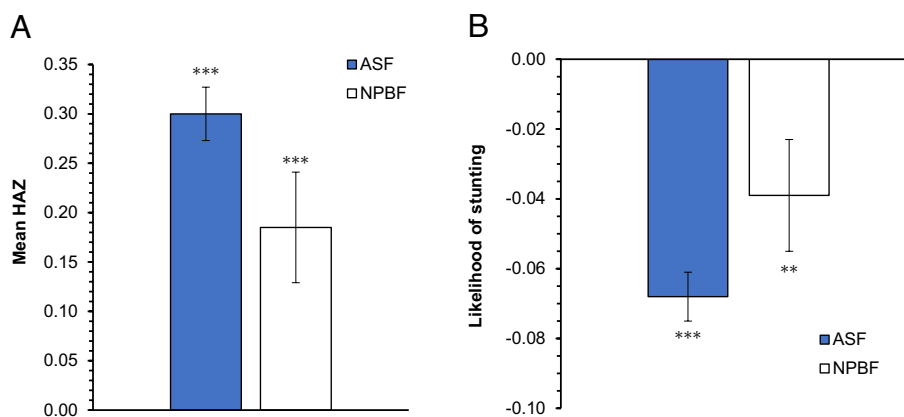 A
Mean HAZ
0.35
0.30
0.25
0.20
0.15
0.10
0.05
0.00
***
***
ASF
NPBF
B
Likelihood of stunting
0.00
-0.02
-0.04
-0.06
-0.08
-0.10
***
**
ASF
NPBF